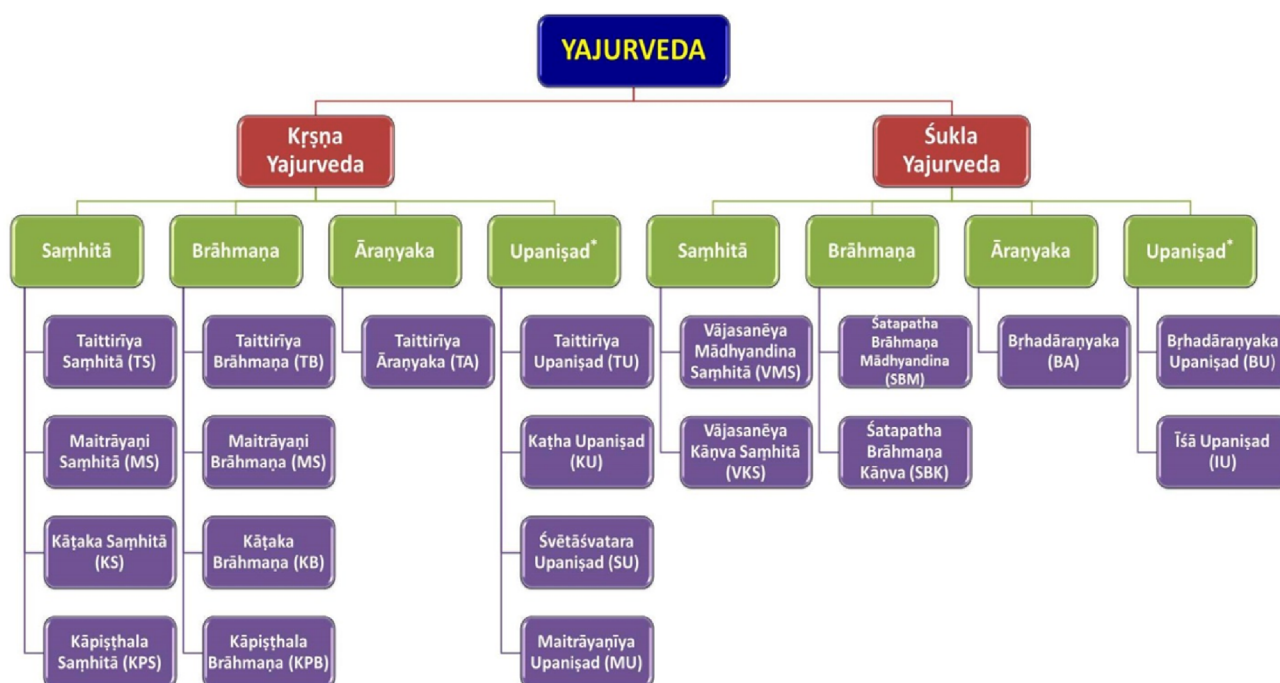 YAJURVEDA
Kṛṣṇa
Yajurveda
Śukla
Yajurveda
Saṃhitā
Brāhmaṇa
Āraṇyaka
Upaniṣad*
Saṃhitā
Brāhmaṇa
Āraṇyaka
Upaniṣad*
Taittirīya
Saṃhitā (TS)
Maitrāyaṇi
Saṃhitā (MS)
Kāṭaka Saṃhitā
(KS)
Kāpiṣṭhala
Saṃhitā (KPS)
Taittirīya
Brāhmaṇa (TB)
Maitrāyaṇi
Brāhmaṇa (MS)
Kāṭaka
Brāhmaṇa (KB)
Kāpiṣṭhala
Brāhmaṇa (KPB)
Taittirīya
Āraṇyaka (TA)
Taittirīya
Upaniṣad (TU)
Kaṭha Upaniṣad
(KU)
Śvētāśvatara
Upaniṣad (SU)
Maitrāyaṇīya
Upaniṣad (MU)
Vājasanēya
Mādhyandina
Saṃhitā (VMS)
Vājasanēya
Kāṇva Saṃhitā
(VKS)
Śatapatha
Brāhmaṇa
Mādhyandina
(SBM)
Śatapatha
Brāhmaṇa
Kāṇva (SBK)
Bṛhadāraṇyaka
(BA)
Bṛhadāraṇyaka
Upaniṣad (BU)
Īśā Upaniṣad
(IU)